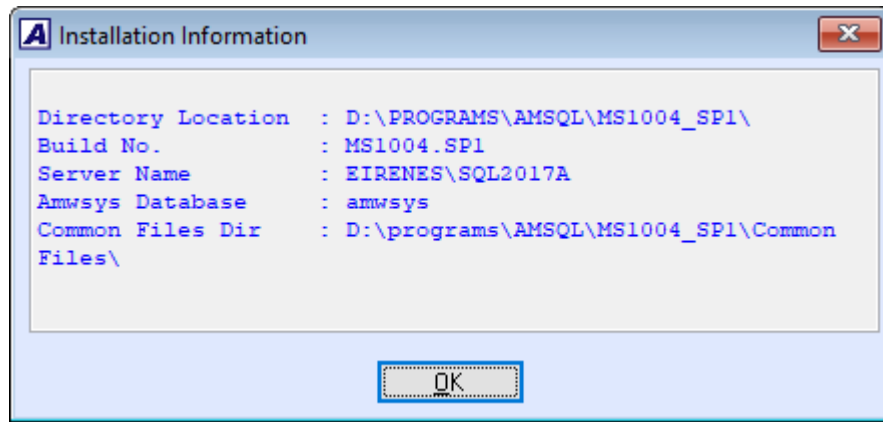 Installation Information
Directory Location : D:\PROGRAMS\AMSQL\MS1004_SP1\
Build No. : MS1004.SP1
Server Name : EIRENES\SQL2017A
Amwsys Database : amwsys
Common Files Dir : D:\programs\AMSQL\MS1004_SP1\Common
Files\
OK